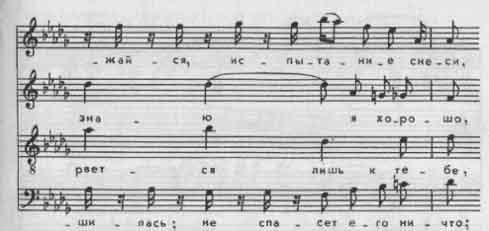 -жай - ся, ис - пы - та - ни - е сне - си,
зна - ю я хо - ро - шо,
8
рвет - ся лишь к те - бе,
- ши - лась; не спа - сет е - го ни - что;